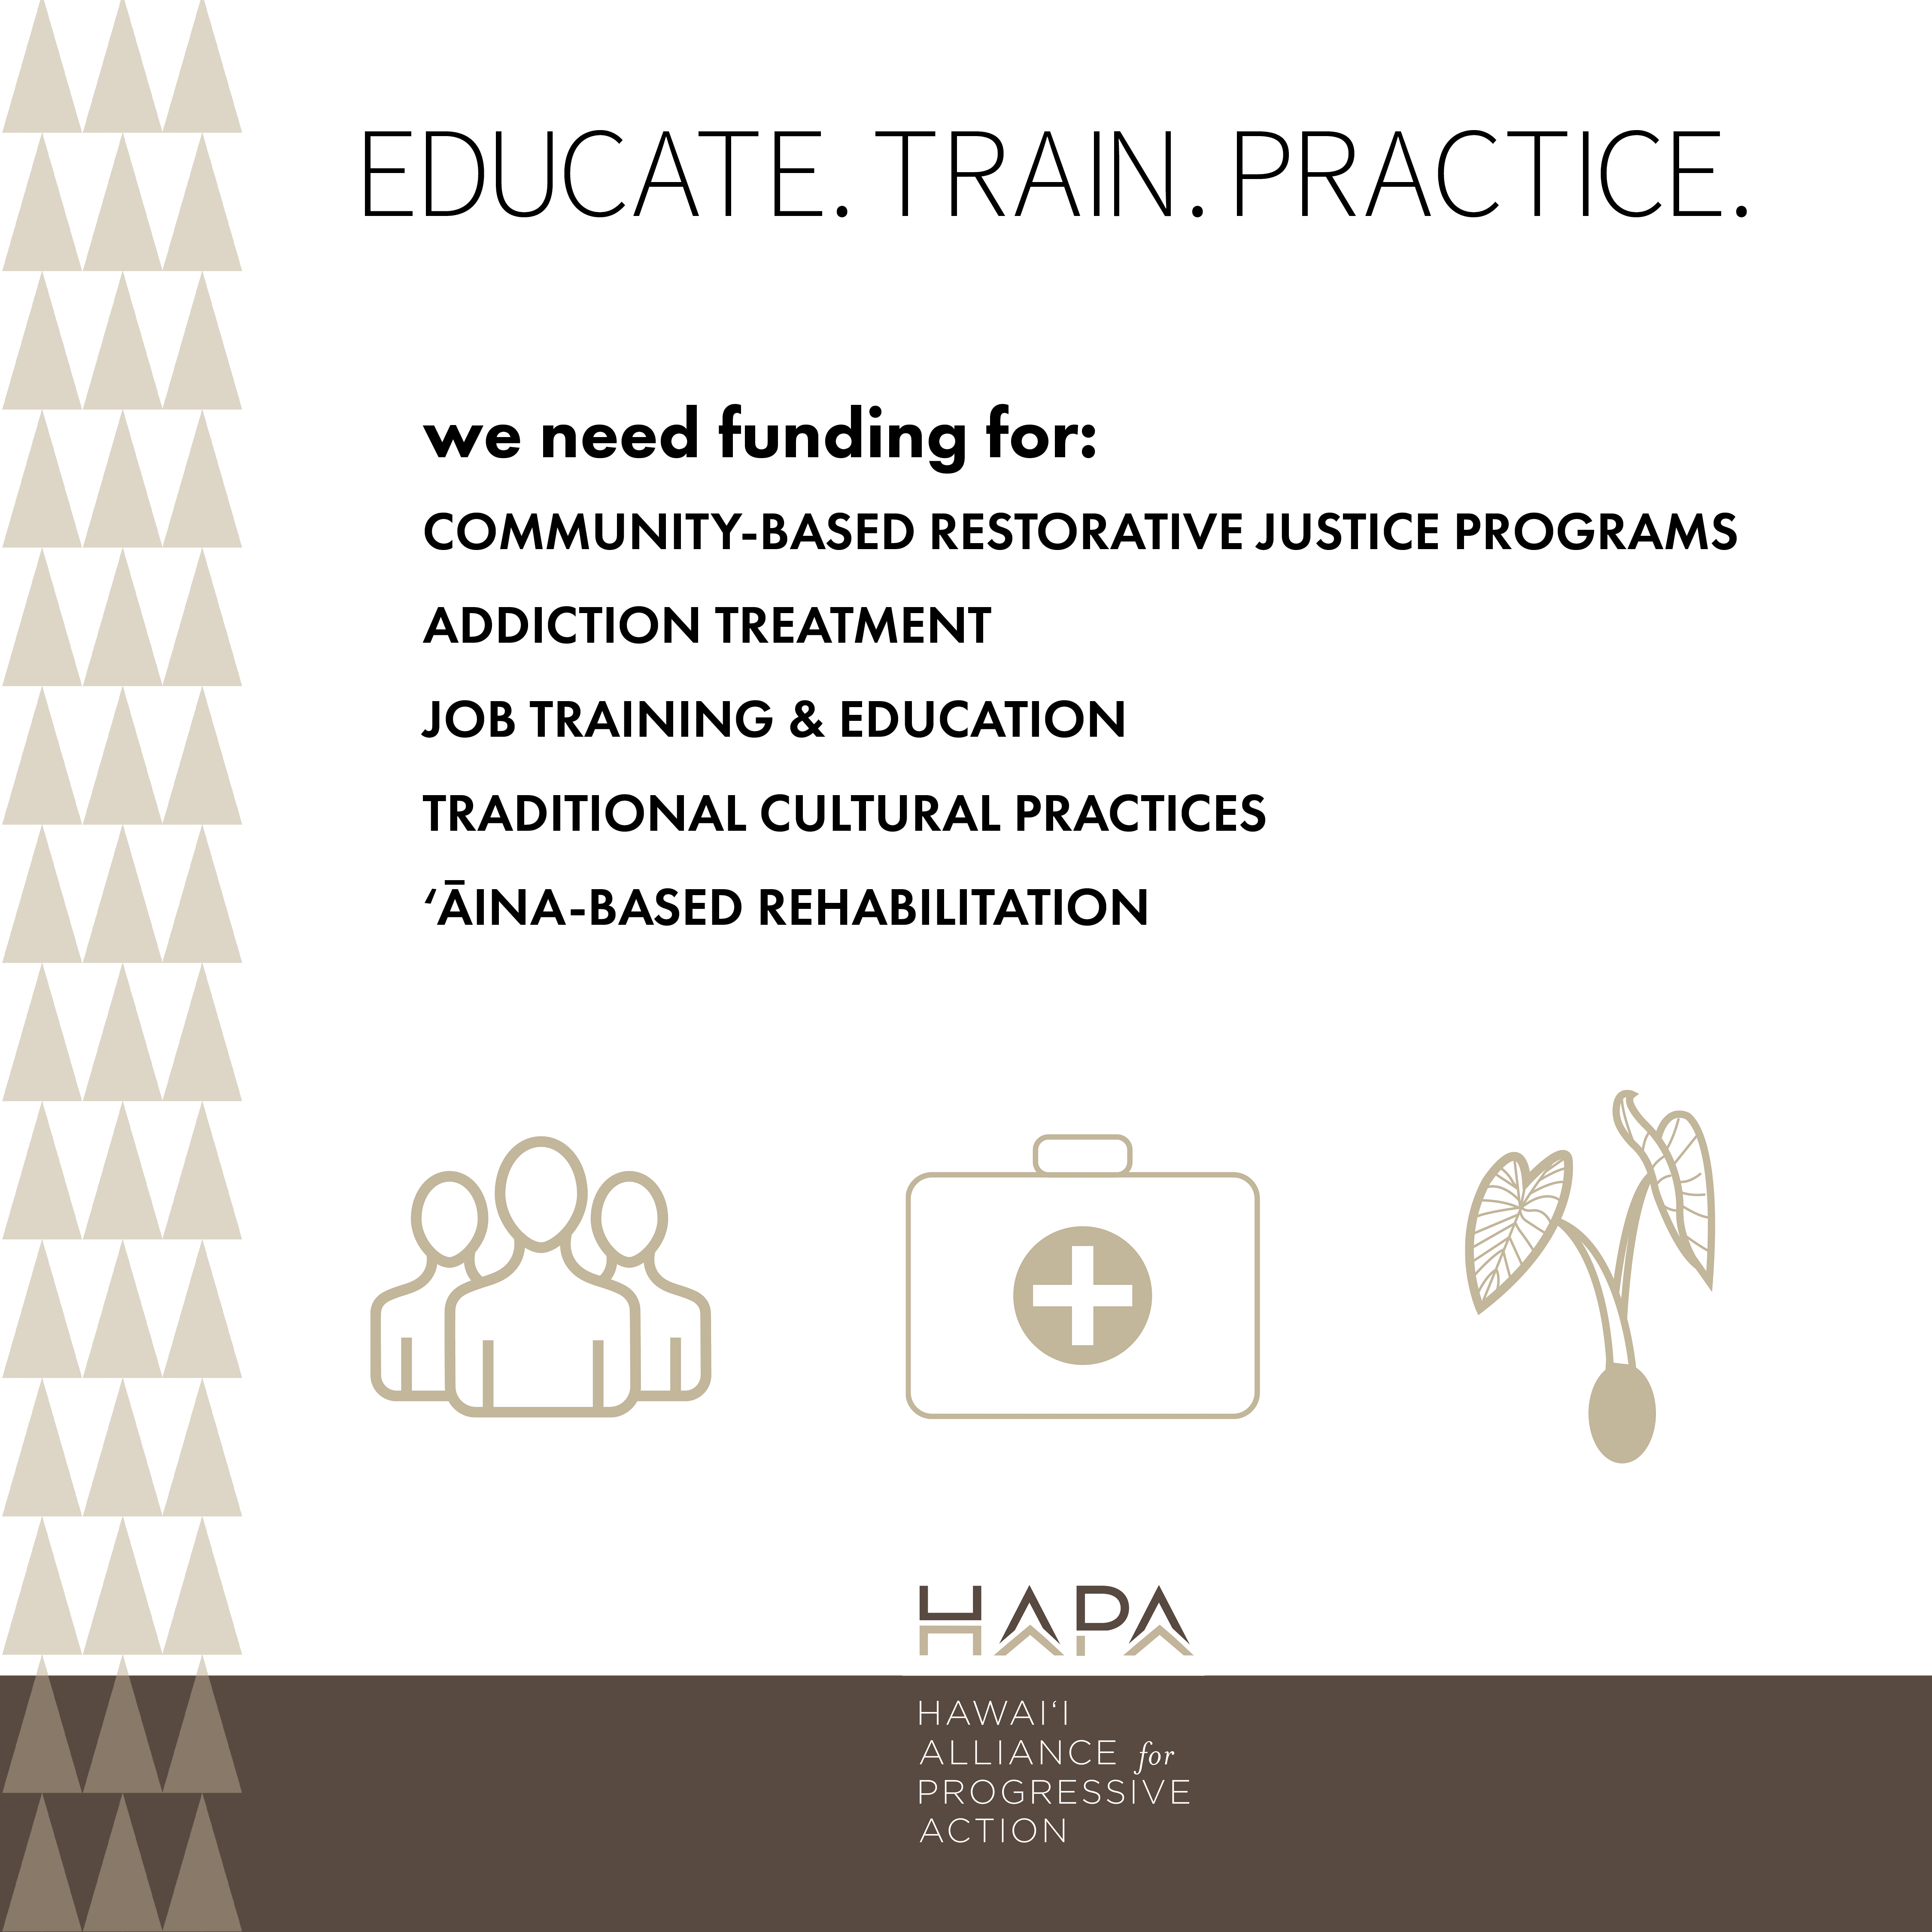 EDUCATE. TRAIN. PRACTICE.
we need funding for:
COMMUNITY-BASED RESTORATIVE JUSTICE PROGRAMS
ADDICTION TREATMENT
JOB TRAINING & EDUCATION
TRADITIONAL CULTURAL PRACTICES
ʻĀINA-BASED REHABILITATION
HAPA
HAWAIʻI
ALLIANCE for
PROGRESSIVE
ACTION